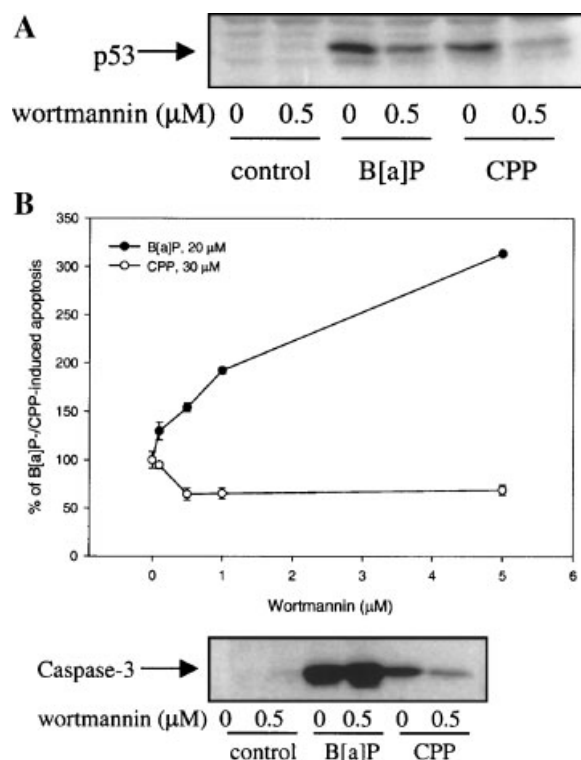 A
p53
wortmannin (µM) 0 0.5 0 0.5 0 0.5
control B[a]P CPP
B
350
300
250
200
150
100
50
0
% of B[a]P-/CPP-induced apoptosis
B[a]P, 20 µM
CPP, 30 µM
0 1 2 3 4 5 6
Wortmannin (µM)
Caspase-3
wortmannin (µM) 0 0.5 0 0.5 0 0.5
control B[a]P CPP